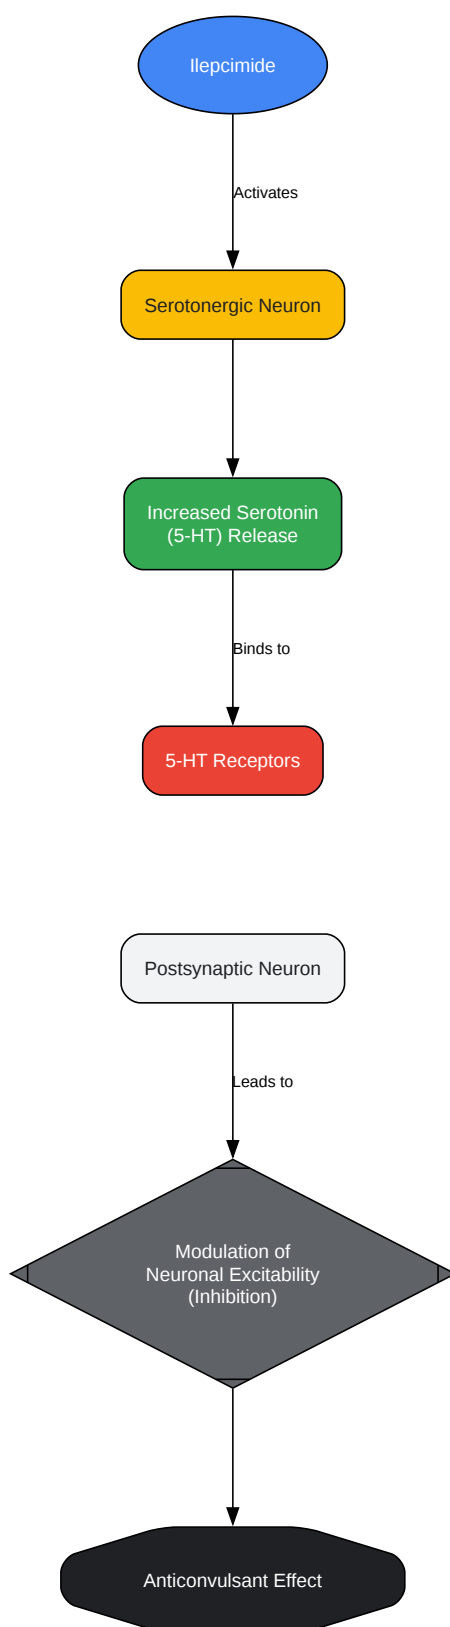 Ilepcimide
Activates
Serotonergic Neuron
Increased Serotonin
(5-HT) Release
Binds to
5-HT Receptors
Postsynaptic Neuron
Leads to
Modulation of
Neuronal Excitability
(Inhibition)
Anticonvulsant Effect